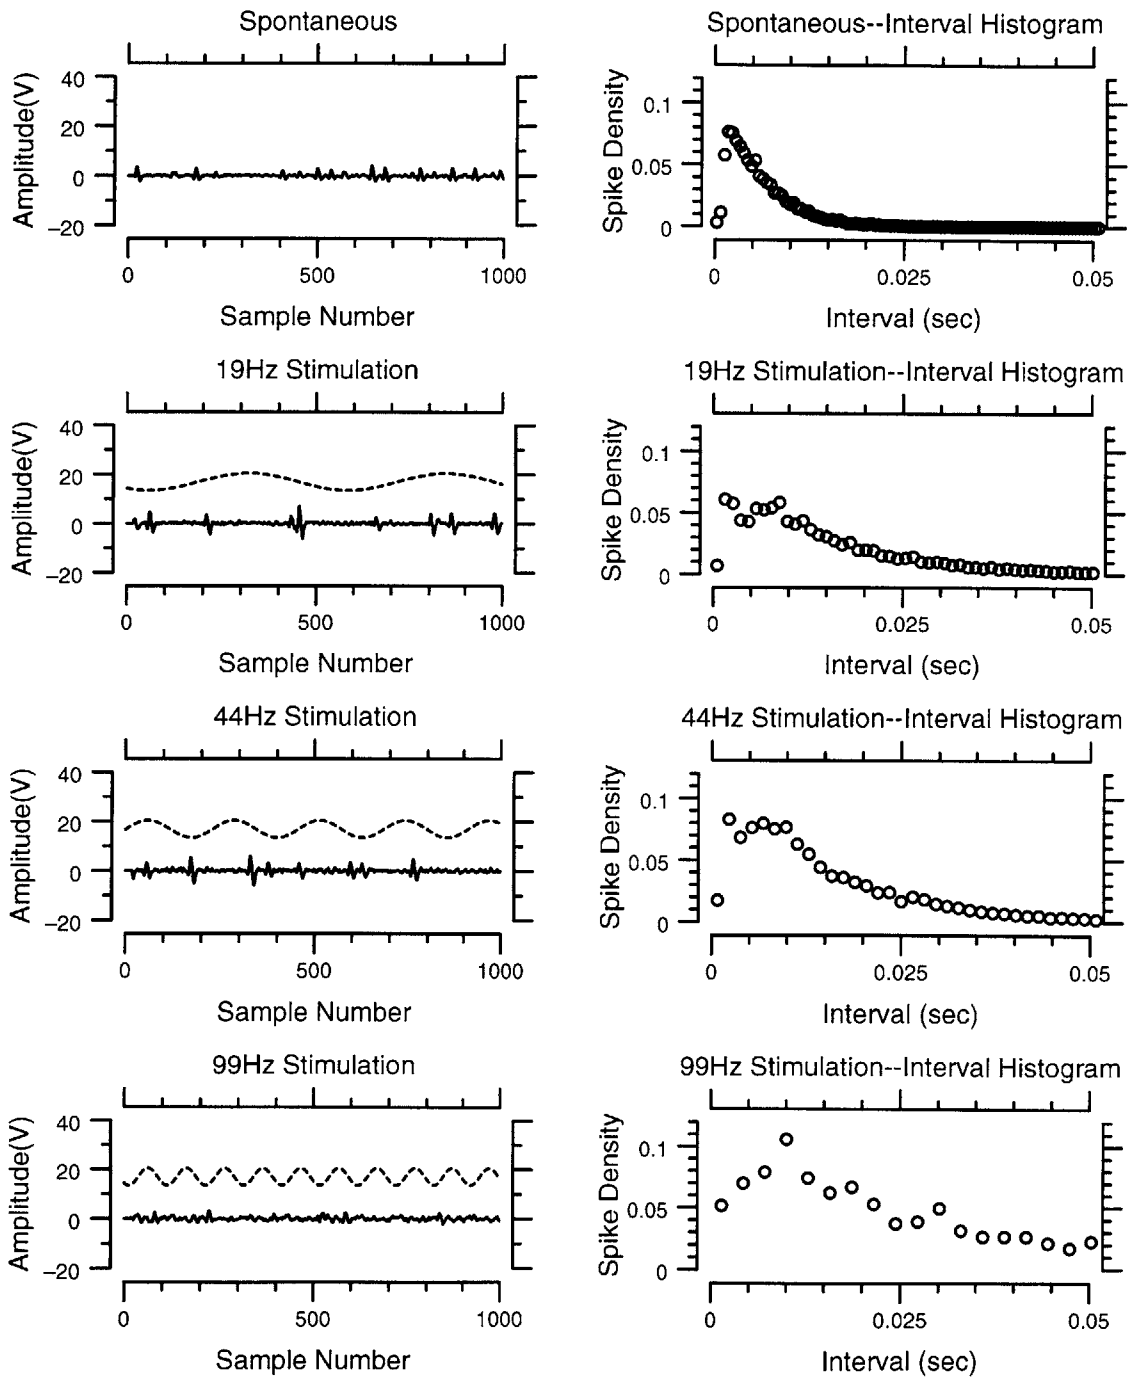 Spontaneous
Spontaneous--Interval Histogram
Amplitude(V)
40
20
0
–20
0
500
1000
Sample Number
Spike Density
0.1
0.05
0
0
0.025
0.05
Interval (sec)
19Hz Stimulation
19Hz Stimulation--Interval Histogram
Amplitude(V)
40
20
0
–20
0
500
1000
Sample Number
Spike Density
0.1
0.05
0
0
0.025
0.05
Interval (sec)
44Hz Stimulation
44Hz Stimulation--Interval Histogram
Amplitude(V)
40
20
0
–20
0
500
1000
Sample Number
Spike Density
0.1
0.05
0
0
0.025
0.05
Interval (sec)
99Hz Stimulation
99Hz Stimulation--Interval Histogram
Amplitude(V)
40
20
0
–20
0
500
1000
Sample Number
Spike Density
0.1
0.05
0
0
0.025
0.05
Interval (sec)